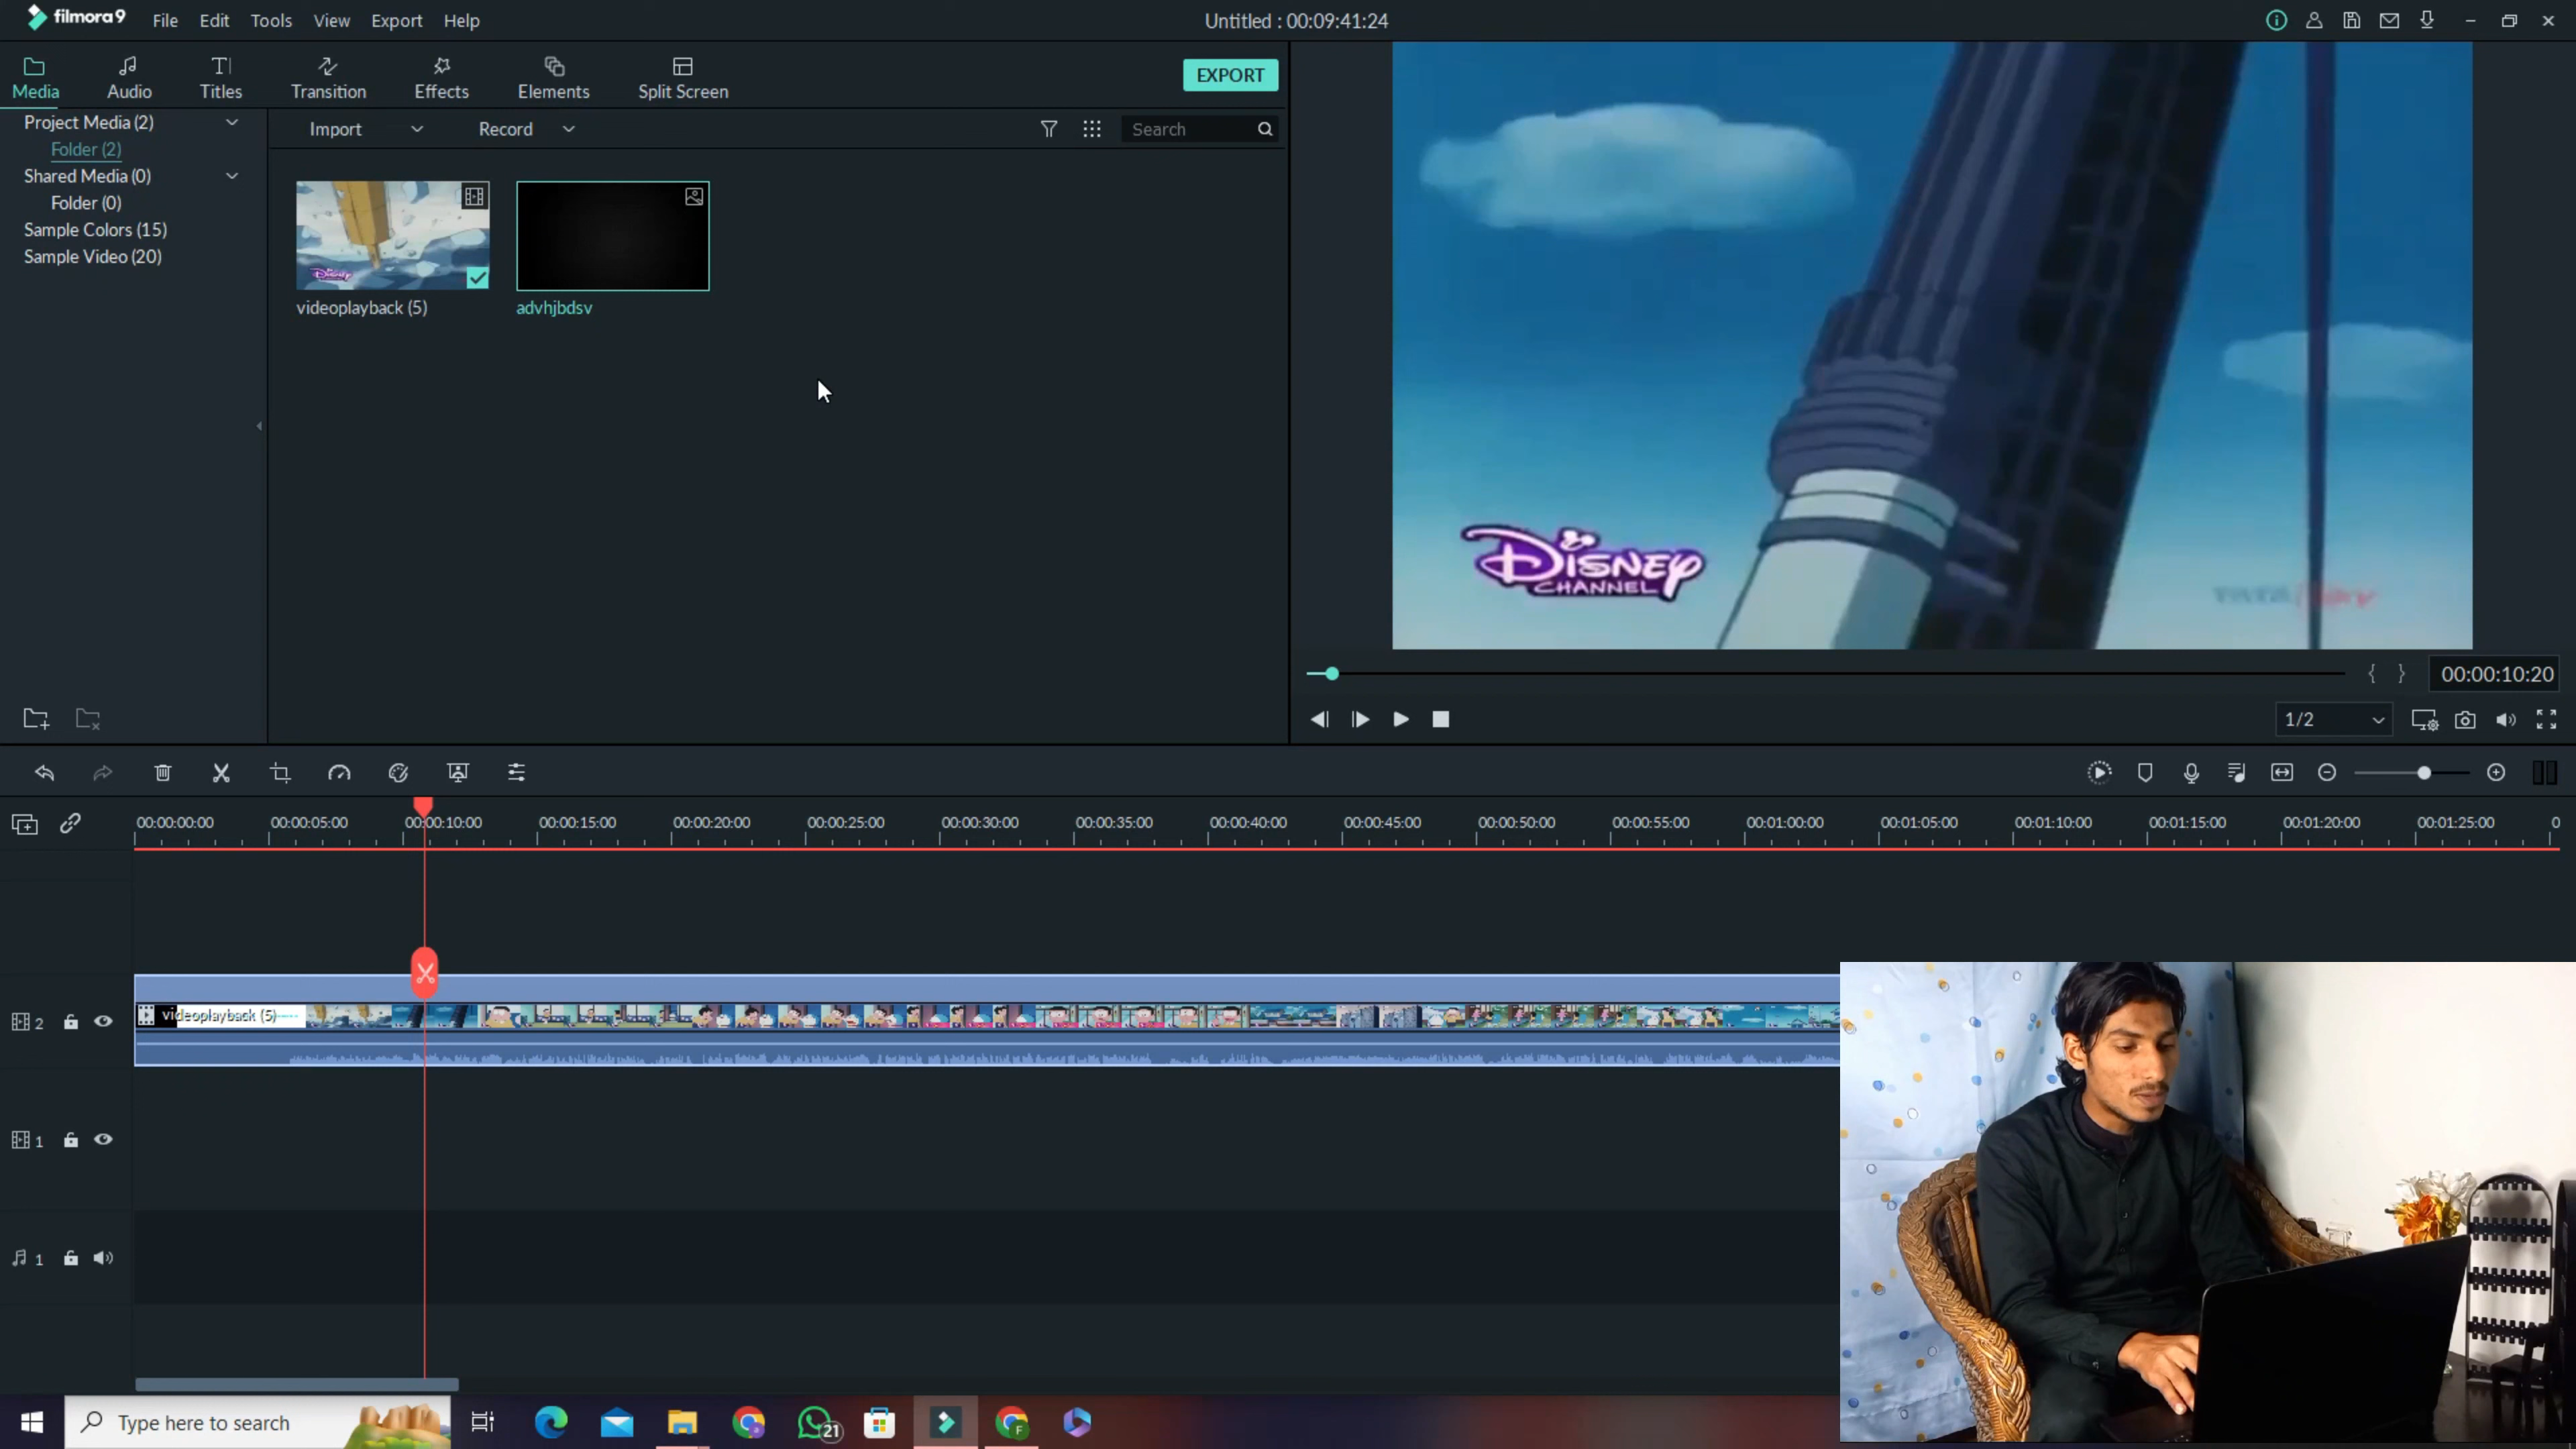 filmora9 File Edit Tools View Export Help Untitled : 00:09:41:24
Media Audio Titles Transition Effects Elements Split Screen EXPORT
Project Media (2) Import Record Search
Folder (2)
Shared Media (0)
Folder (0)
Sample Colors (15)
Sample Video (20)
Disney
videoplayback (5) advhjbdsv
DISNEY
CHANNEL
00:00:10:20
1/2
00:00:00:00 00:00:05:00 00:00:10:00 00:00:15:00 00:00:20:00 00:00:25:00 00:00:30:00 00:00:35:00 00:00:40:00 00:00:45:00 00:00:50:00 00:00:55:00 00:01:00:00 00:01:05:00 00:01:10:00 00:01:15:00 00:01:20:00 00:01:25:00 0
2 videoplayback (5)
1
1
Type here to search 21 F